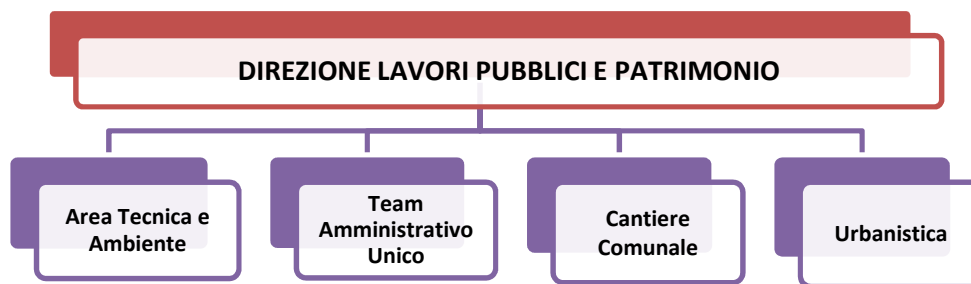 DIREZIONE LAVORI PUBBLICI E PATRIMONIO
Area Tecnica e
Ambiente
Team
Amministrativo
Unico
Cantiere
Comunale
Urbanistica